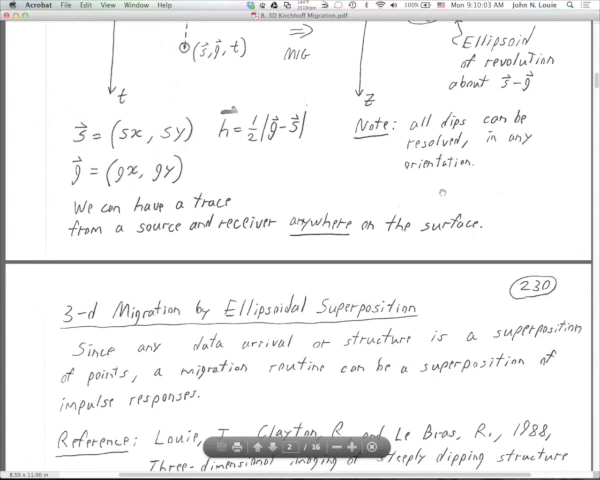 Acrobat File Edit View Window Help
100% Mon 9:10:03 AM John N. Louie
8. 3D Kirchhoff Migration.pdf
(s⃗, g⃗, t)
⇒
MIG
Ellipsoid
of revolution
about s⃗-g⃗
t
z
s⃗ = (sx, sy) h = ½|g⃗-s⃗|
g⃗ = (gx, gy)
Note: all dips can be
resolved, in any
orientation.
We can have a trace
from a source and receiver anywhere on the surface.
230
3-d Migration by Ellipsoidal Superposition
Since any data arrival or structure is a superposition
of points, a migration routine can be a superposition of
impulse responses.
Reference: Louie, J., Clayton, R. and Le Bras, R., 1988,
Three-dimensional imaging of steeply dipping structure
2 / 16
8.50 x 11.00 in